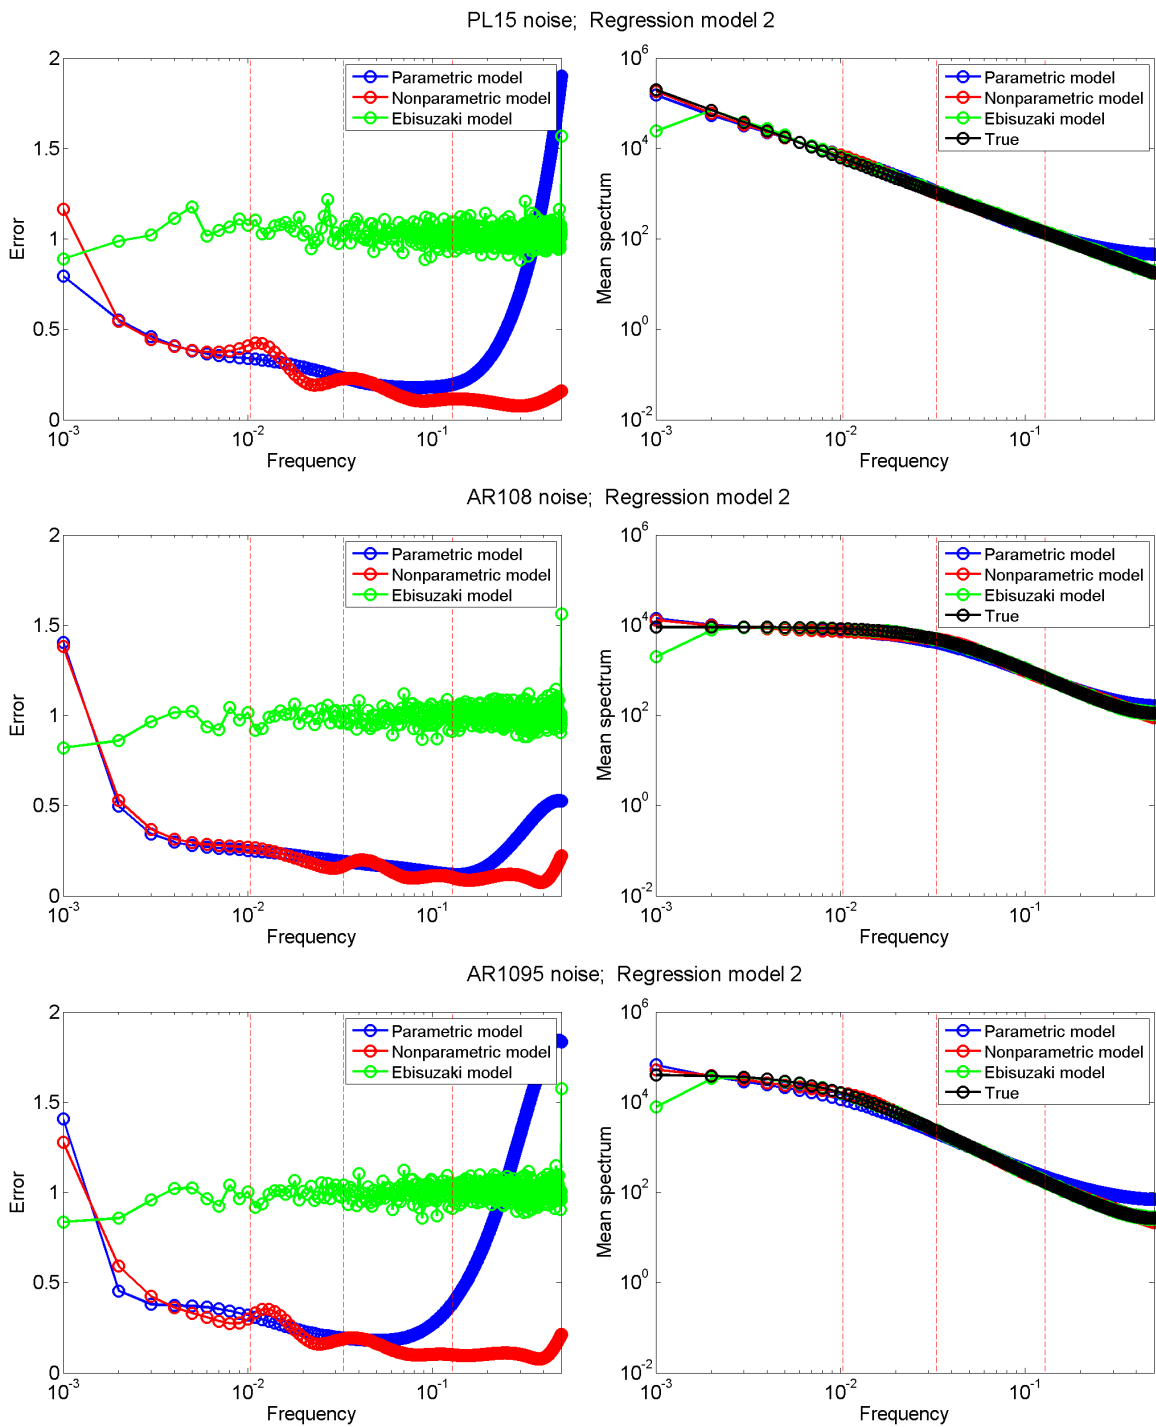 PL15 noise;  Regression model 2
2
1.5
1
0.5
0
Error
10^-3
10^-2
10^-1
Frequency
Parametric model
Nonparametric model
Ebisuzaki model
10^6
10^4
10^2
10^0
10^-2
Mean spectrum
10^-3
10^-2
10^-1
Frequency
Parametric model
Nonparametric model
Ebisuzaki model
True
AR108 noise;  Regression model 2
2
1.5
1
0.5
0
Error
10^-3
10^-2
10^-1
Frequency
Parametric model
Nonparametric model
Ebisuzaki model
10^6
10^4
10^2
10^0
10^-2
Mean spectrum
10^-3
10^-2
10^-1
Frequency
Parametric model
Nonparametric model
Ebisuzaki model
True
AR1095 noise;  Regression model 2
2
1.5
1
0.5
0
Error
10^-3
10^-2
10^-1
Frequency
Parametric model
Nonparametric model
Ebisuzaki model
10^6
10^4
10^2
10^0
10^-2
Mean spectrum
10^-3
10^-2
10^-1
Frequency
Parametric model
Nonparametric model
Ebisuzaki model
True